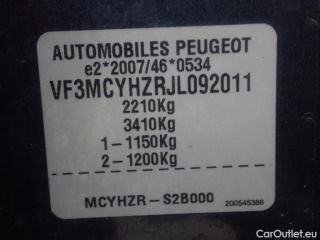 AUTOMOBILES PEUGEOT
e2*2007/46*0534
VF3MCYHZRJL092011
2210Kg
3410Kg
1-1150Kg
2-1200Kg
MCYHZR-S2B000 200545386
CarOutlet.eu